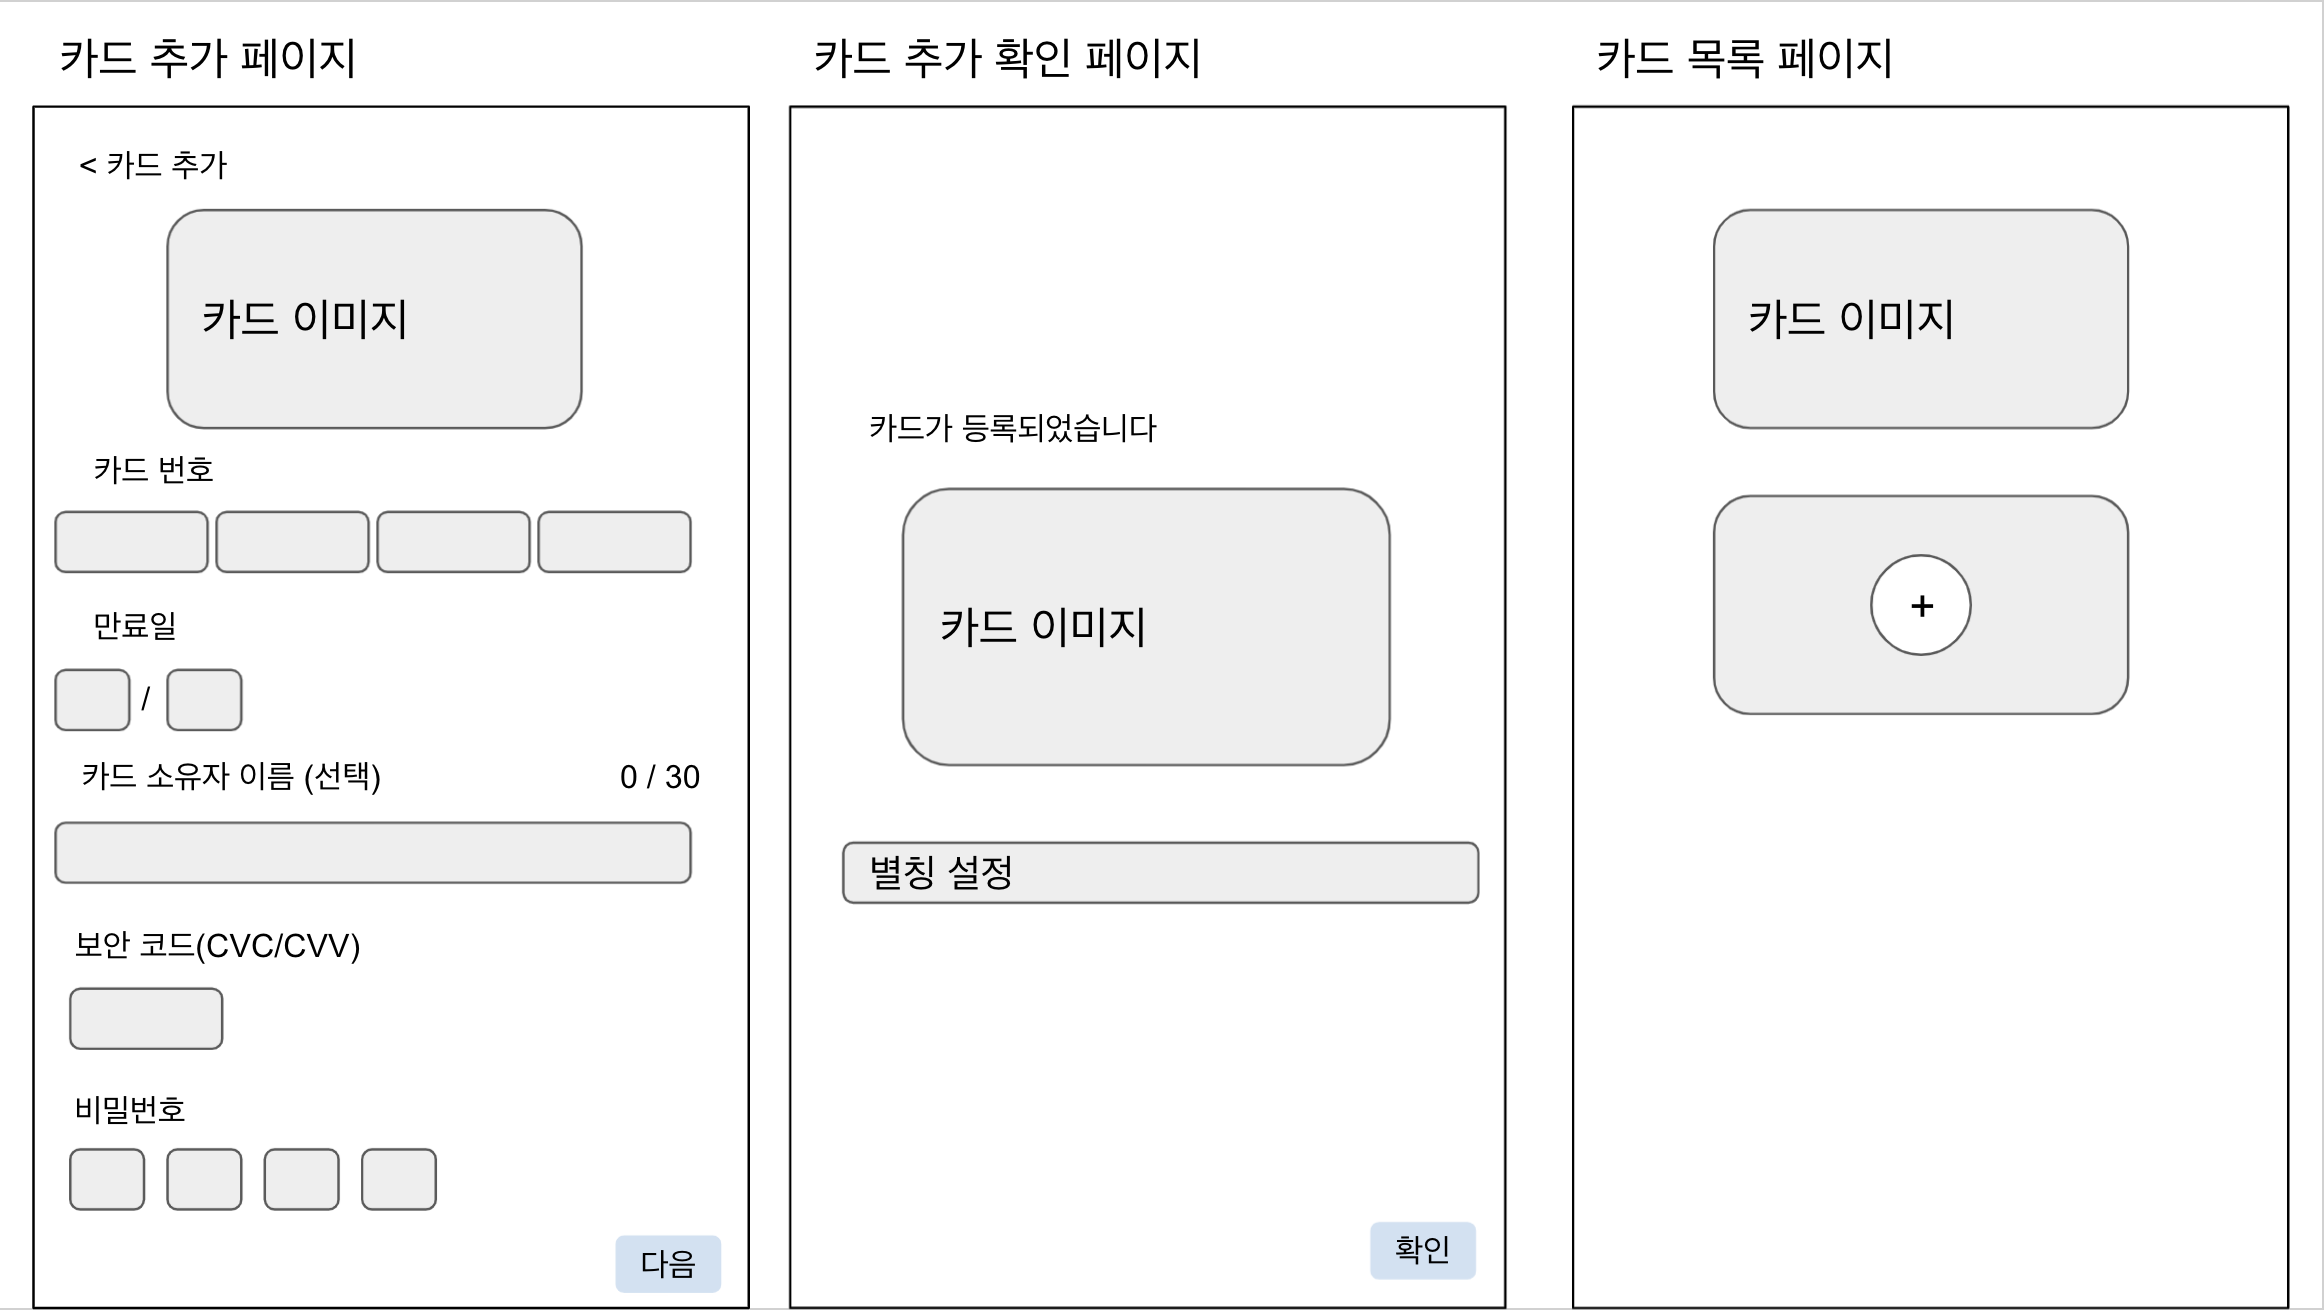 카드 추가 페이지
< 카드 추가
카드 이미지
카드 번호
만료일
/
카드 소유자 이름 (선택) 0 / 30
보안 코드(CVC/CVV)
비밀번호
다음
카드 추가 확인 페이지
카드가 등록되었습니다
카드 이미지
별칭 설정
확인
카드 목록 페이지
카드 이미지
+